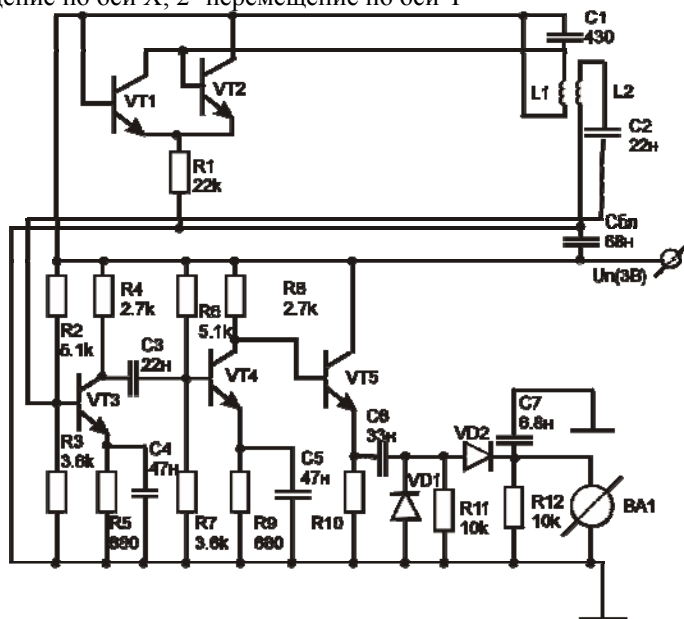 дение по оси X; 2- перемещение по оси Y
C1
430
VT1
VT2
L1
L2
C2
22н
R1
22k
Сбл
68н
Uп(3В)
R2
5.1k
R4
2.7k
R6
5.1k
R8
2.7k
C3
22н
VT3
VT4
VT5
C6
33н
VD2
C7
6.8н
R3
3.6k
C4
47н
C5
47н
VD1
R5
680
R7
3.6k
R9
680
R10
R11
10k
R12
10k
BA1